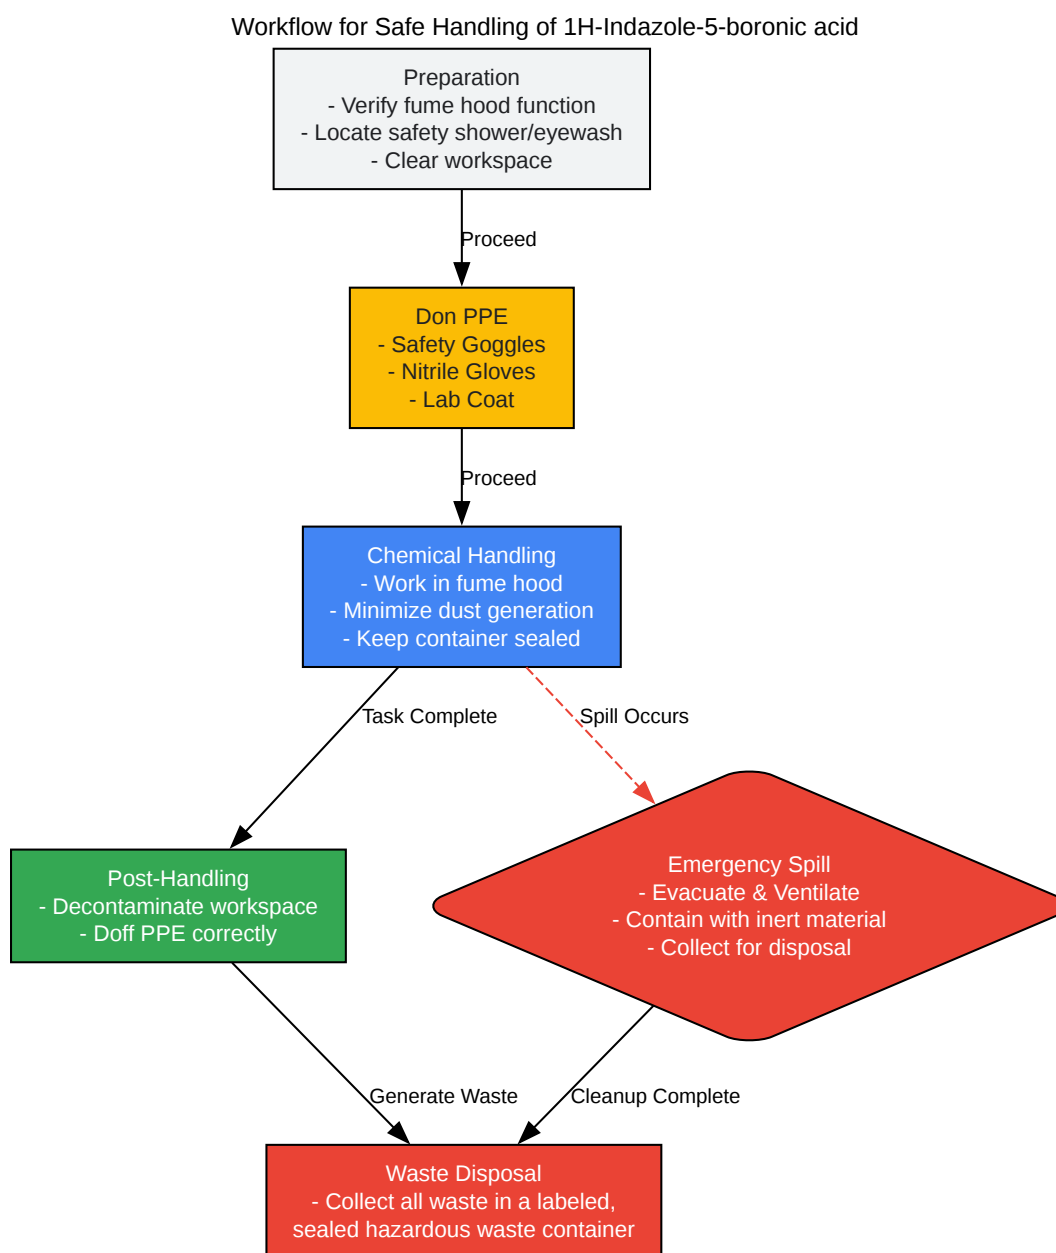 Workflow for Safe Handling of 1H-Indazole-5-boronic acid
Preparation
- Verify fume hood function
- Locate safety shower/eyewash
- Clear workspace
Proceed
Don PPE
- Safety Goggles
- Nitrile Gloves
- Lab Coat
Proceed
Chemical Handling
- Work in fume hood
- Minimize dust generation
- Keep container sealed
Task Complete
Spill Occurs
Post-Handling
- Decontaminate workspace
- Doff PPE correctly
Emergency Spill
- Evacuate & Ventilate
- Contain with inert material
- Collect for disposal
Generate Waste
Cleanup Complete
Waste Disposal
- Collect all waste in a labeled,
sealed hazardous waste container